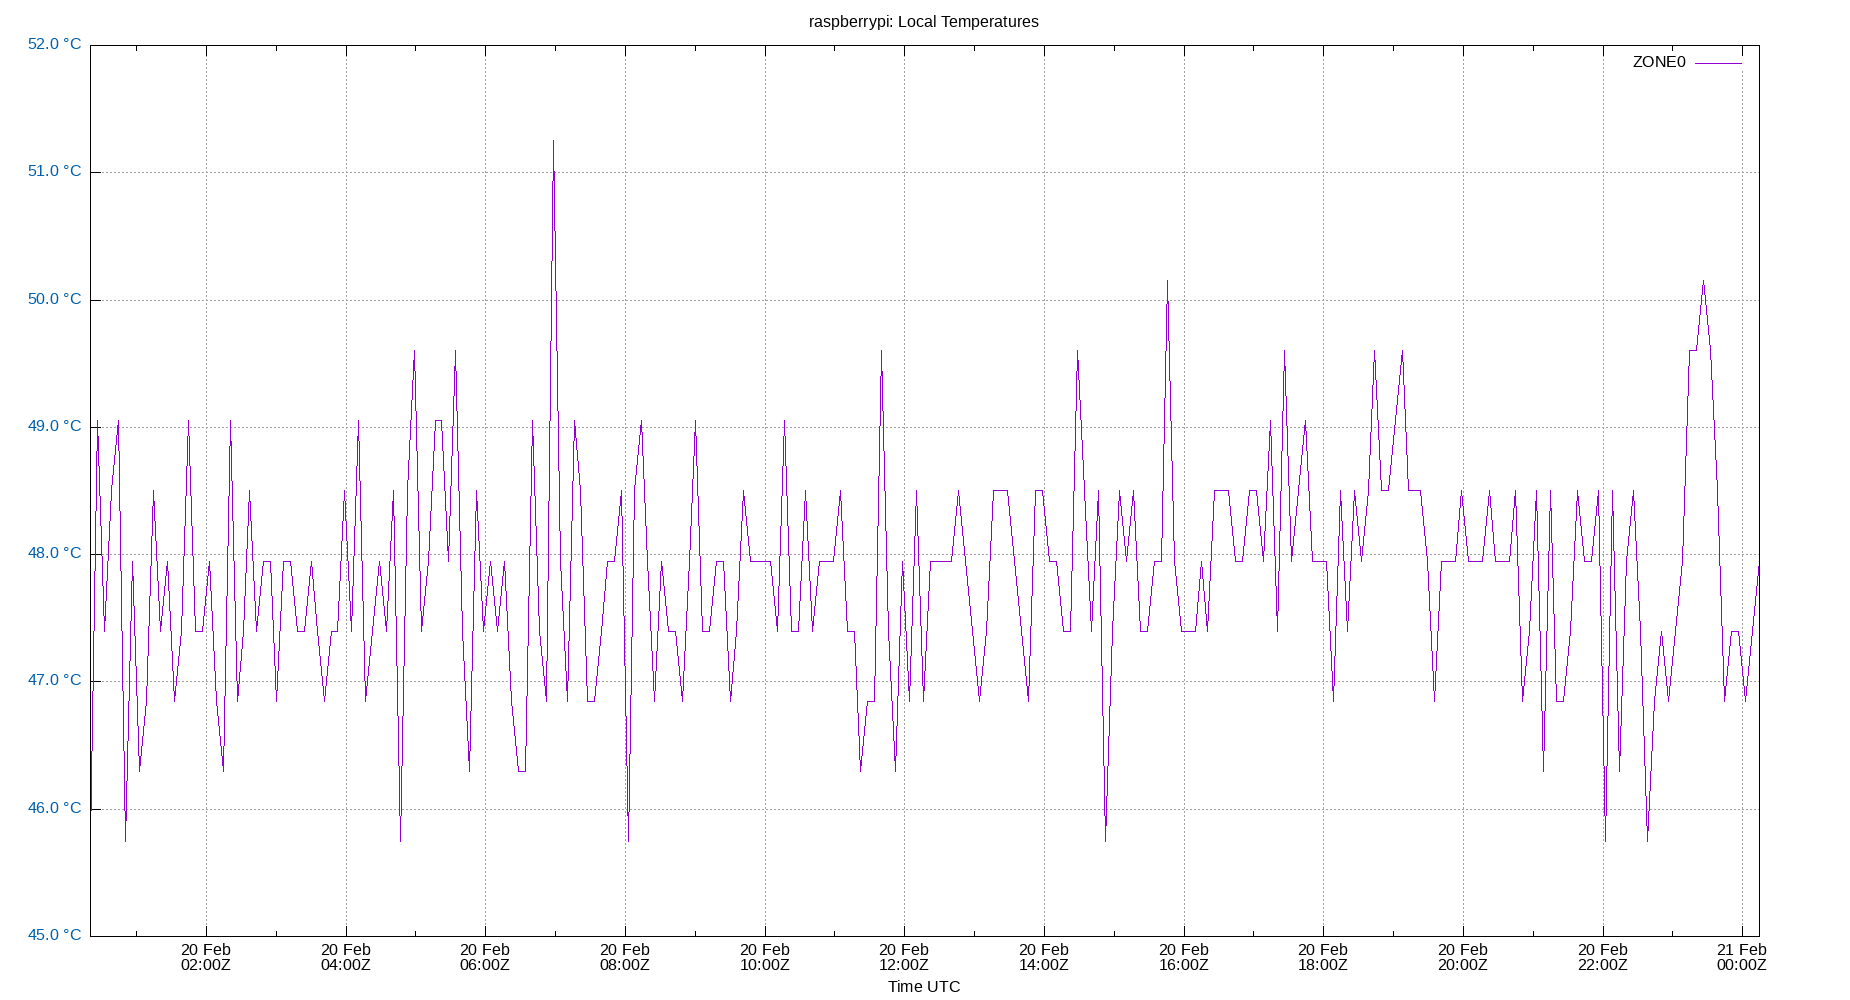 raspberrypi: Local Temperatures
52.0 °C
ZONE0
51.0 °C
50.0 °C
49.0 °C
48.0 °C
47.0 °C
46.0 °C
45.0 °C
20 Feb 20 Feb 20 Feb 20 Feb 20 Feb 20 Feb 20 Feb 20 Feb 20 Feb 20 Feb 20 Feb 21 Feb
02:00Z 04:00Z 06:00Z 08:00Z 10:00Z 12:00Z 14:00Z 16:00Z 18:00Z 20:00Z 22:00Z 00:00Z
Time UTC